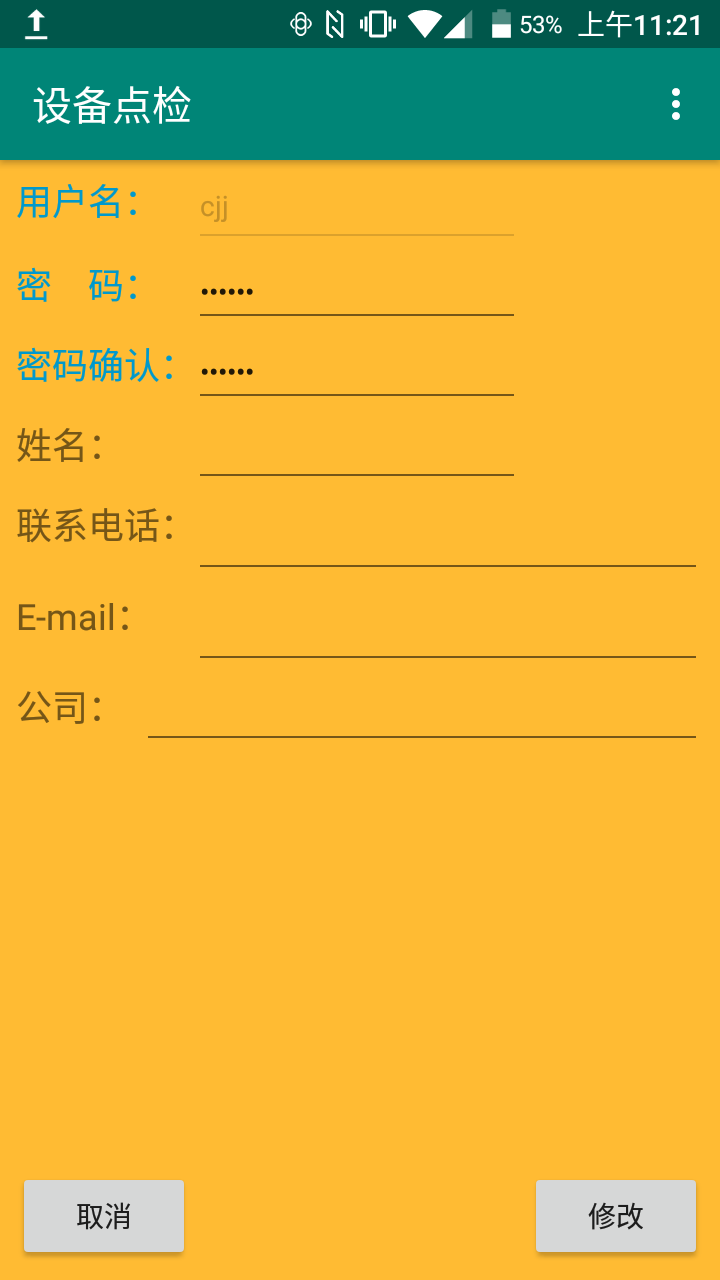 53% 上午11:21
设备点检
用户名： cjj
密　码： ••••••
密码确认： ••••••
姓名：
联系电话：
E-mail：
公司：
取消 修改